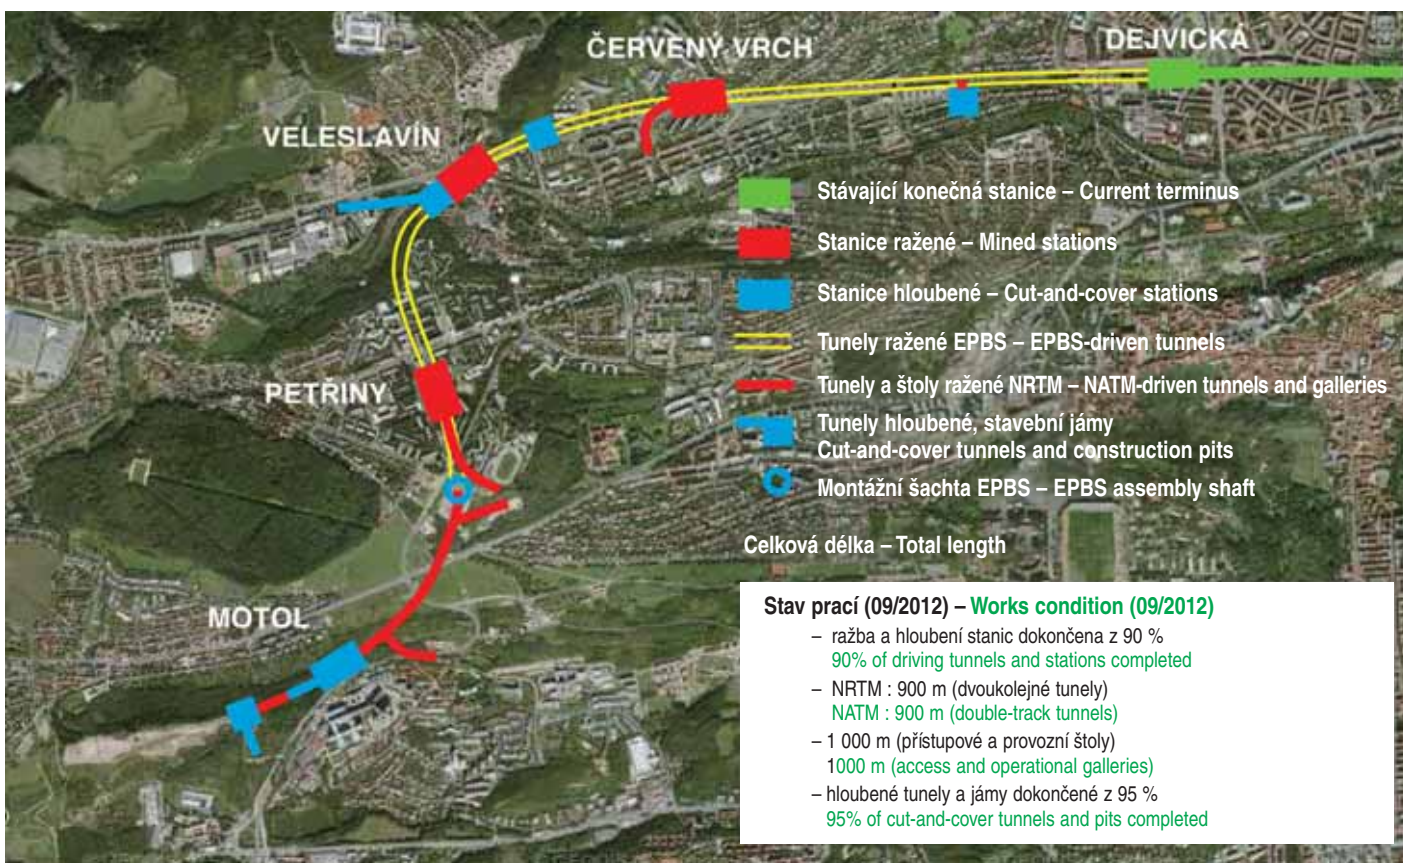 ČERVENÝ VRCH
DEJVICKÁ
VELESLAVÍN
PETŘINY
MOTOL
Stávající konečná stanice – Current terminus
Stanice ražené – Mined stations
Stanice hloubené – Cut-and-cover stations
Tunely ražené EPBS – EPBS-driven tunnels
Tunely a štoly ražené NRTM – NATM-driven tunnels and galleries
Tunely hloubené, stavební jámy
Cut-and-cover tunnels and construction pits
Montážní šachta EPBS – EPBS assembly shaft
Celková délka – Total length
Stav prací (09/2012) – Works condition (09/2012)
– ražba a hloubení stanic dokončena z 90 %
90% of driving tunnels and stations completed
– NRTM : 900 m (dvoukolejné tunely)
NATM : 900 m (double-track tunnels)
– 1 000 m (přístupové a provozní štoly)
1000 m (access and operational galleries)
– hloubené tunely a jámy dokončené z 95 %
95% of cut-and-cover tunnels and pits completed